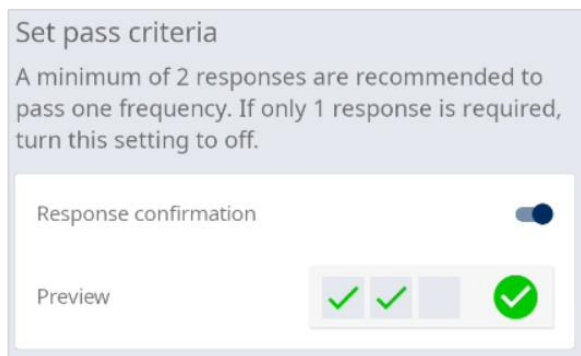 Set pass criteria
A minimum of 2 responses are recommended to
pass one frequency. If only 1 response is required,
turn this setting to off.
Response confirmation
Preview